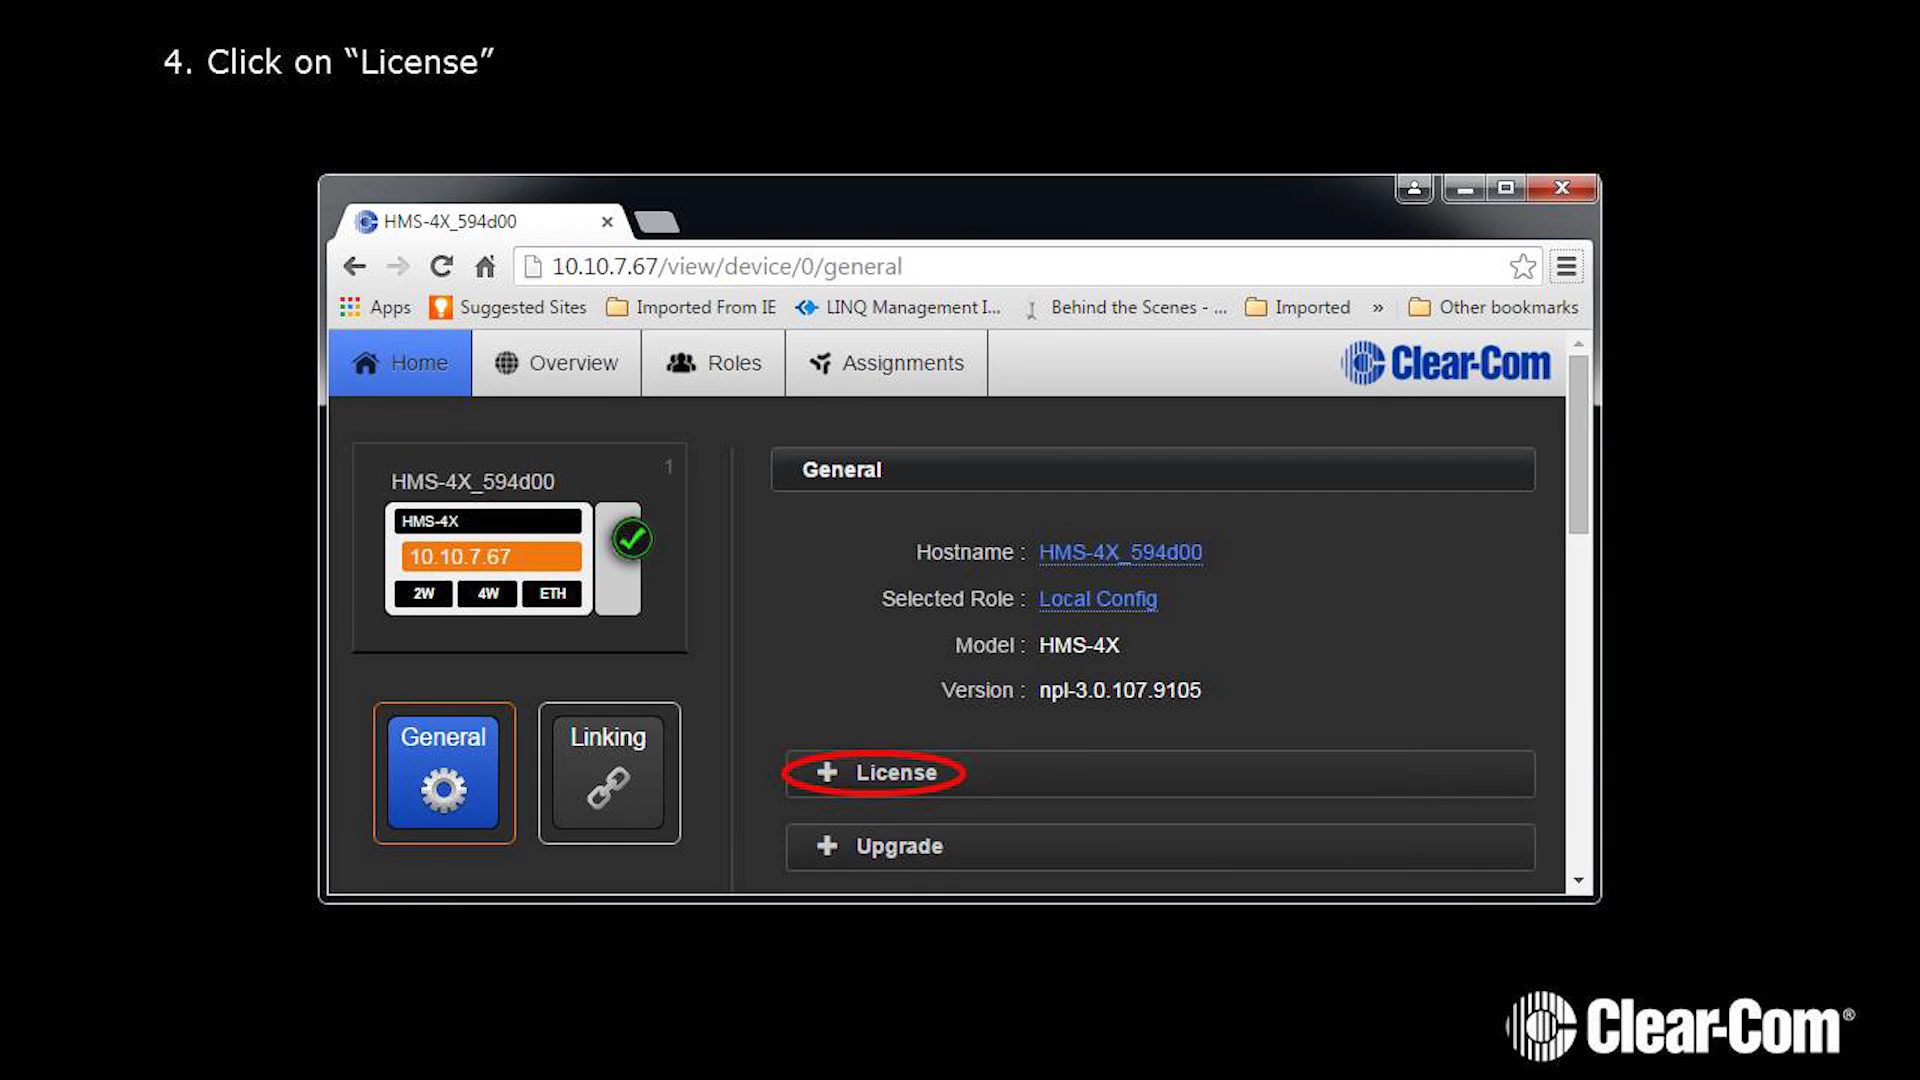 4. Click on “License”
HMS-4X_594d00
10.10.7.67/view/device/0/general
Apps Suggested Sites Imported From IE LINQ Management I... Behind the Scenes - ... Imported » Other bookmarks
Home Overview Roles Assignments Clear-Com
1
HMS-4X_594d00
HMS-4X
10.10.7.67
2W 4W ETH
General Linking
General
Hostname : HMS-4X_594d00
Selected Role : Local Config
Model : HMS-4X
Version : npl-3.0.107.9105
License
Upgrade
Clear-Com®